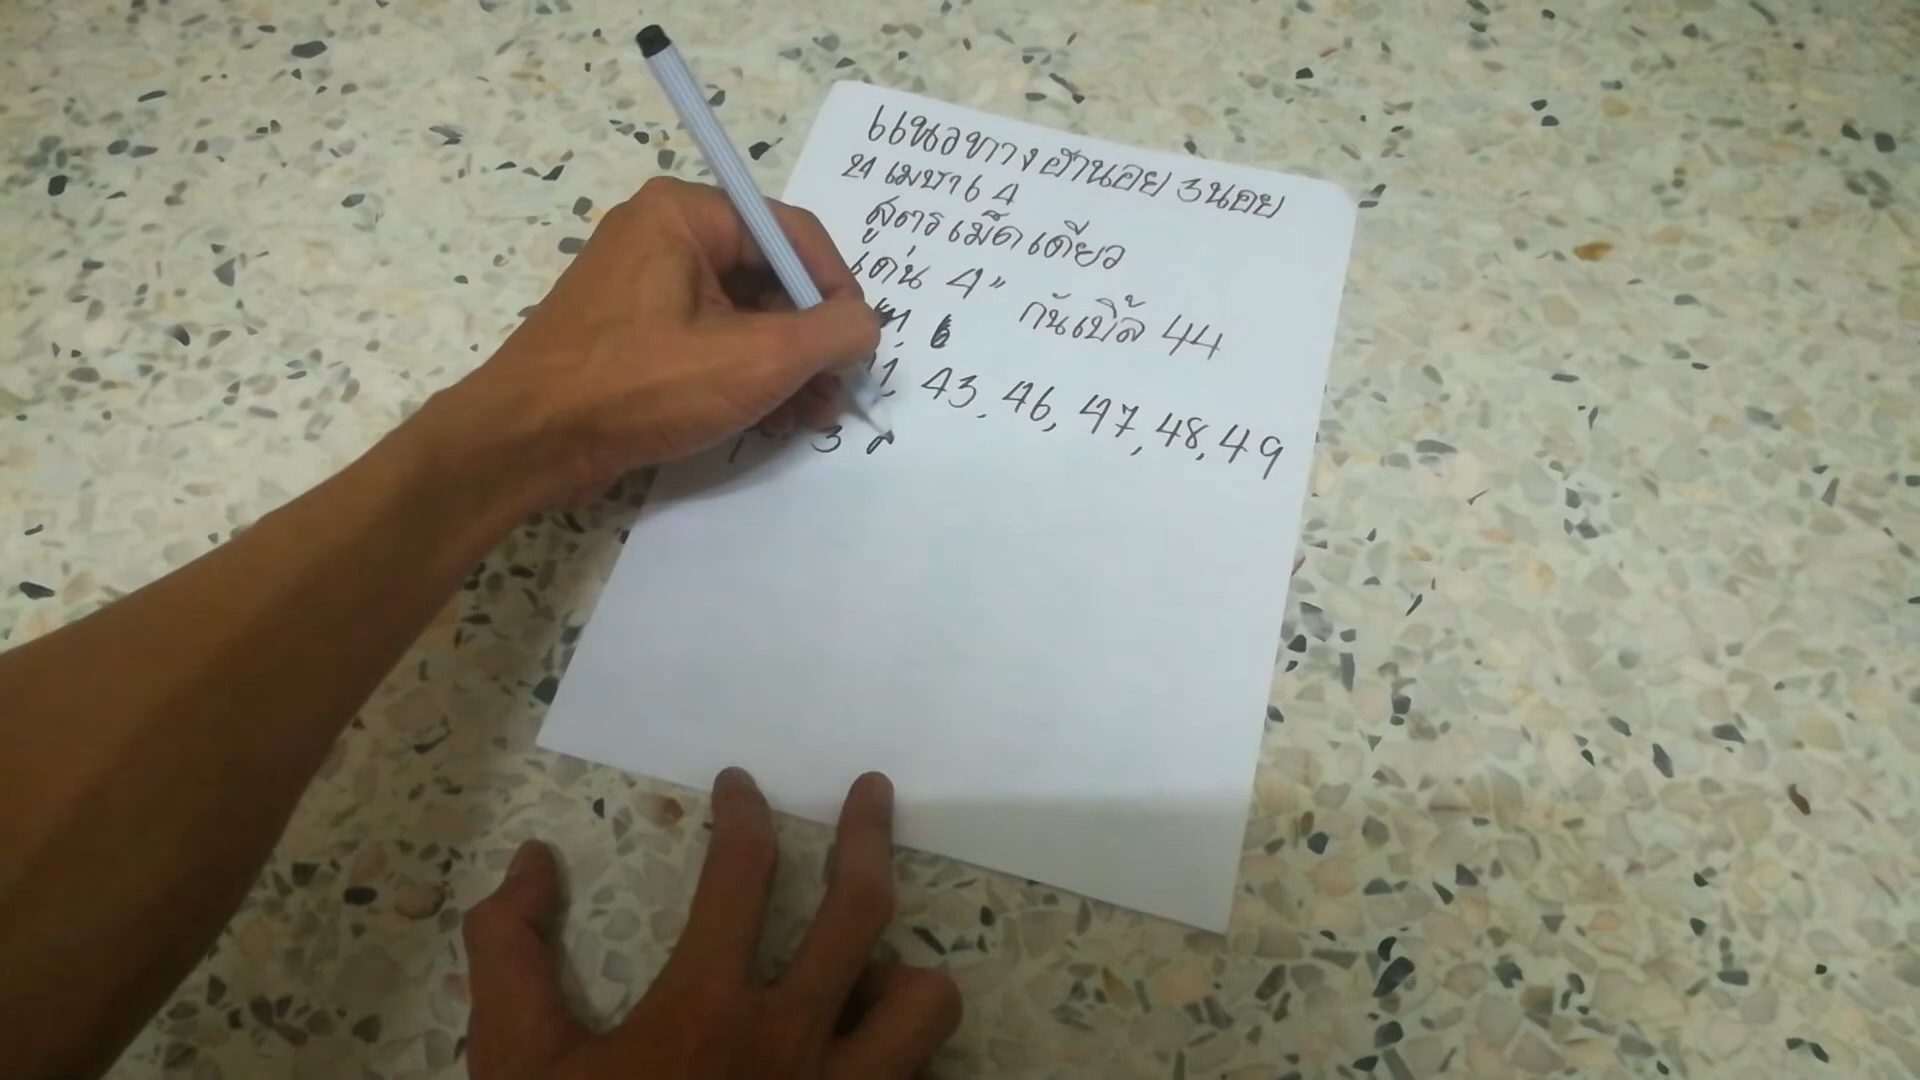 แนวทางฮานอย 3นอย
24 เมษา 64
สูตรเม็ดเดียว
เด่น 4" กันเบิ้ล 44
6
43, 46, 47, 48, 49
3